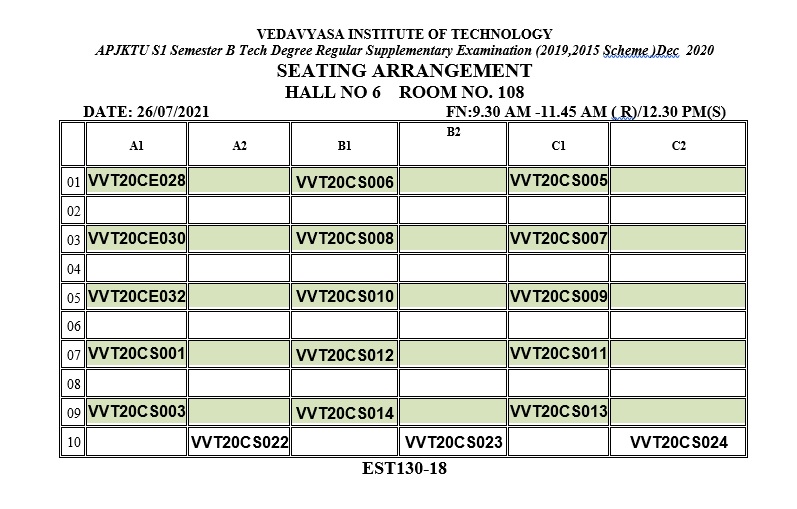 VEDAVYASA INSTITUTE OF TECHNOLOGY
APJKTU S1 Semester B Tech Degree Regular Supplementary Examination (2019,2015 Scheme )Dec 2020
SEATING ARRANGEMENT
HALL NO 6 ROOM NO. 108
DATE: 26/07/2021 FN:9.30 AM -11.45 AM ( R)/12.30 PM(S)
A1 A2 B1 B2 C1 C2
01 VVT20CE028 VVT20CS006 VVT20CS005
02
03 VVT20CE030 VVT20CS008 VVT20CS007
04
05 VVT20CE032 VVT20CS010 VVT20CS009
06
07 VVT20CS001 VVT20CS012 VVT20CS011
08
09 VVT20CS003 VVT20CS014 VVT20CS013
10 VVT20CS022 VVT20CS023 VVT20CS024
EST130-18